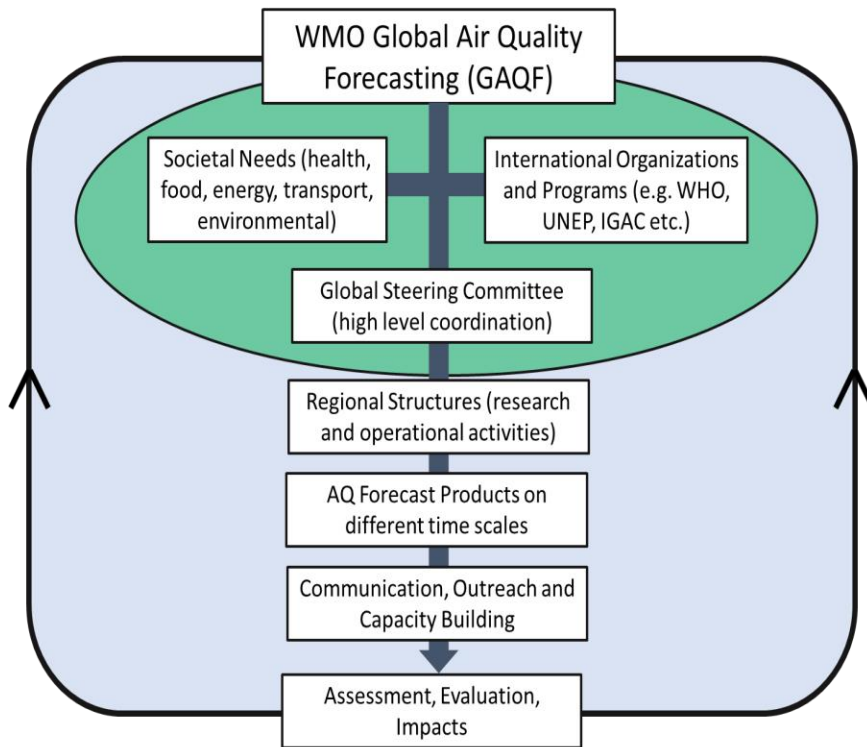 WMO Global Air Quality
Forecasting (GAQF)
Societal Needs (health,
food, energy, transport,
environmental)
International Organizations
and Programs (e.g. WHO,
UNEP, IGAC etc.)
Global Steering Committee
(high level coordination)
Regional Structures (research
and operational activities)
AQ Forecast Products on
different time scales
Communication, Outreach and
Capacity Building
Assessment, Evaluation,
Impacts